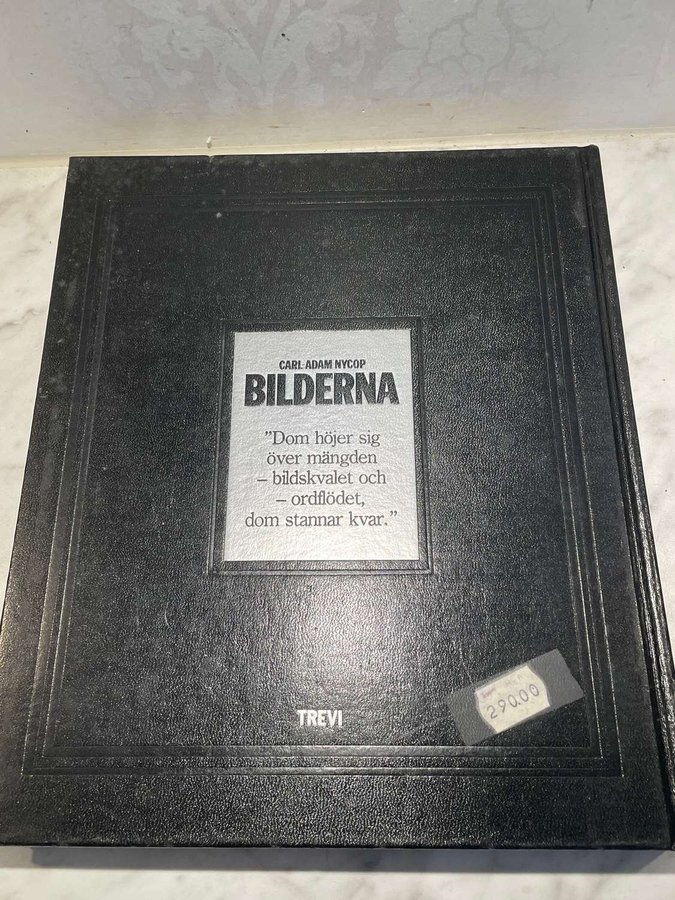 CARL-ADAM NYCOP
BILDERNA
”Dom höjer sig
över mängden
– bildskvalet och
– ordflödet,
dom stannar kvar.”
TREVI
290.00